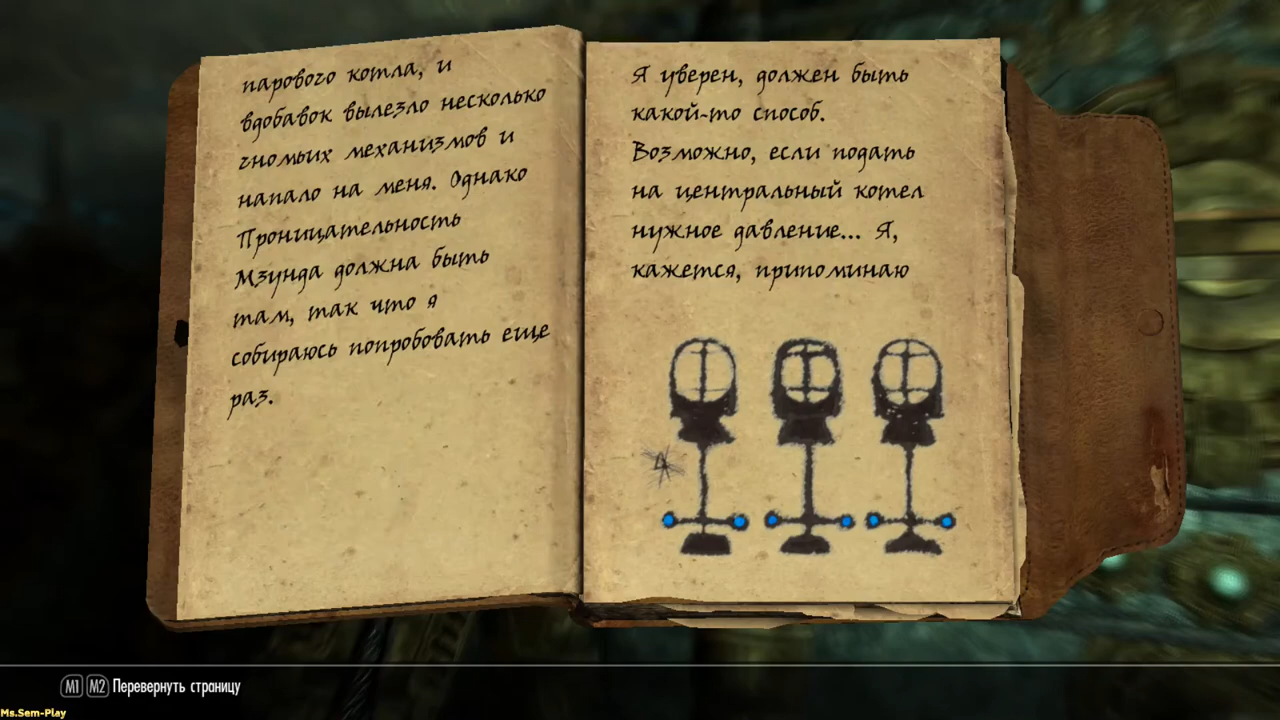 парового котла, и
вдобавок вылезло несколько
гномьих механизмов и
напало на меня. Однако
Проницательность
Мзунда должна быть
там, так что я
собираюсь попробовать еще
раз.
Я уверен, должен быть
какой-то способ.
Возможно, если подать
на центральный котел
нужное давление... Я,
кажется, припоминаю
M1 M2 Перевернуть страницу
Ms.Sem-Play